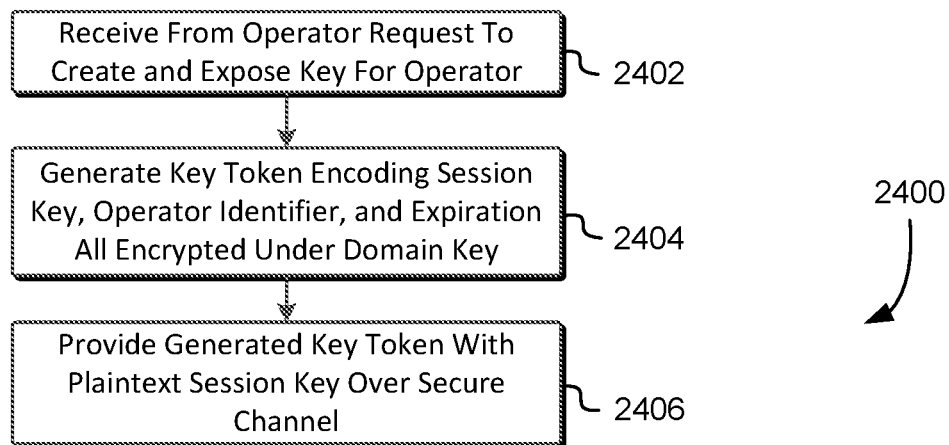 Receive From Operator Request To
Create and Expose Key For Operator
2402
Generate Key Token Encoding Session
Key, Operator Identifier, and Expiration
All Encrypted Under Domain Key
2404
2400
Provide Generated Key Token With
Plaintext Session Key Over Secure
Channel
2406